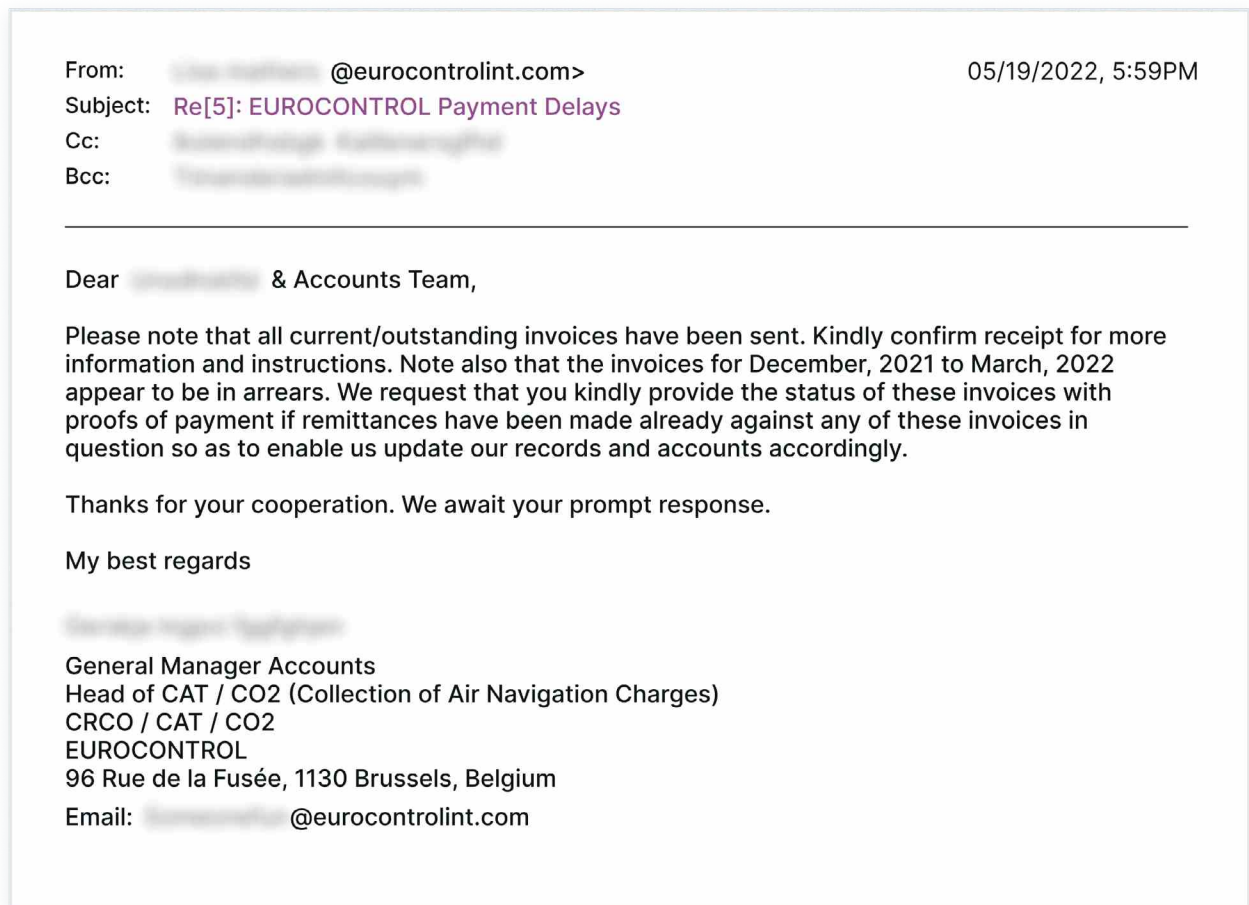 From: @eurocontrolint.com> 05/19/2022, 5:59PM
Subject: Re[5]: EUROCONTROL Payment Delays
Cc:
Bcc:
Dear & Accounts Team,
Please note that all current/outstanding invoices have been sent. Kindly confirm receipt for more
information and instructions. Note also that the invoices for December, 2021 to March, 2022
appear to be in arrears. We request that you kindly provide the status of these invoices with
proofs of payment if remittances have been made already against any of these invoices in
question so as to enable us update our records and accounts accordingly.
Thanks for your cooperation. We await your prompt response.
My best regards
General Manager Accounts
Head of CAT / CO2 (Collection of Air Navigation Charges)
CRCO / CAT / CO2
EUROCONTROL
96 Rue de la Fusée, 1130 Brussels, Belgium
Email: @eurocontrolint.com